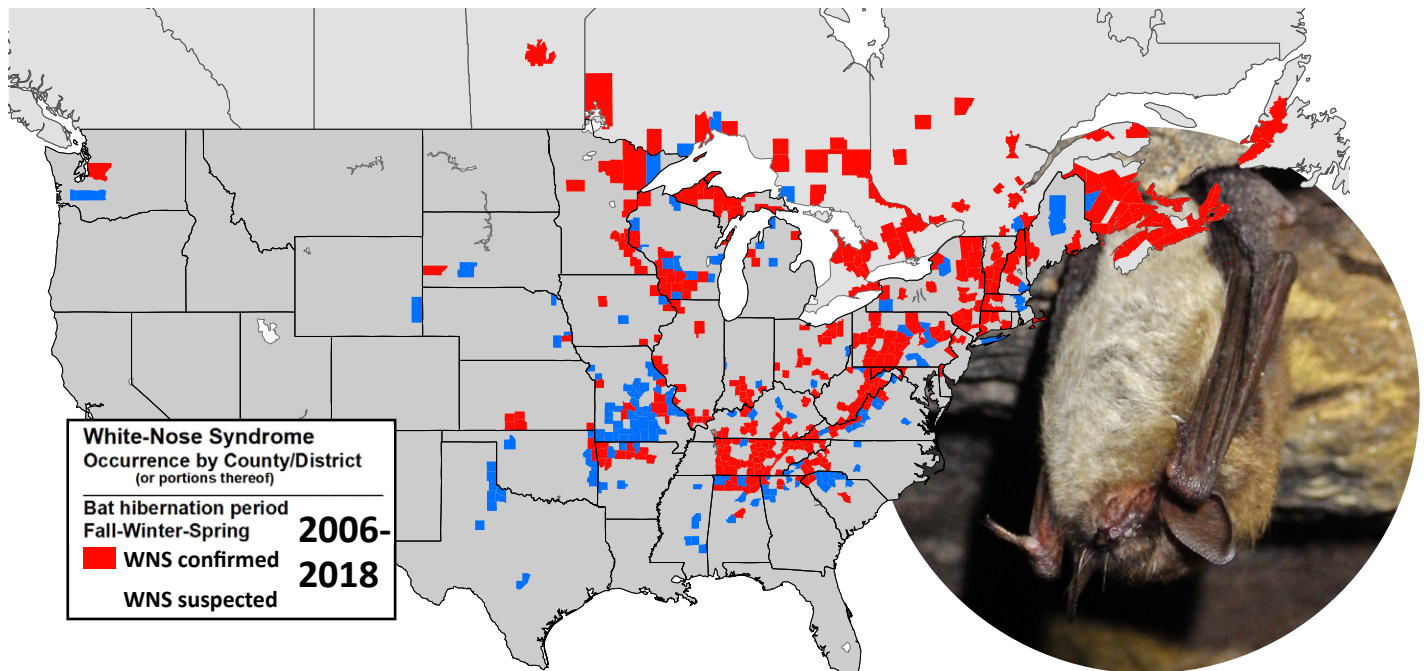 White-Nose Syndrome
Occurrence by County/District
(or portions thereof)
Bat hibernation period
Fall-Winter-Spring
2006-
2018
WNS confirmed
WNS suspected